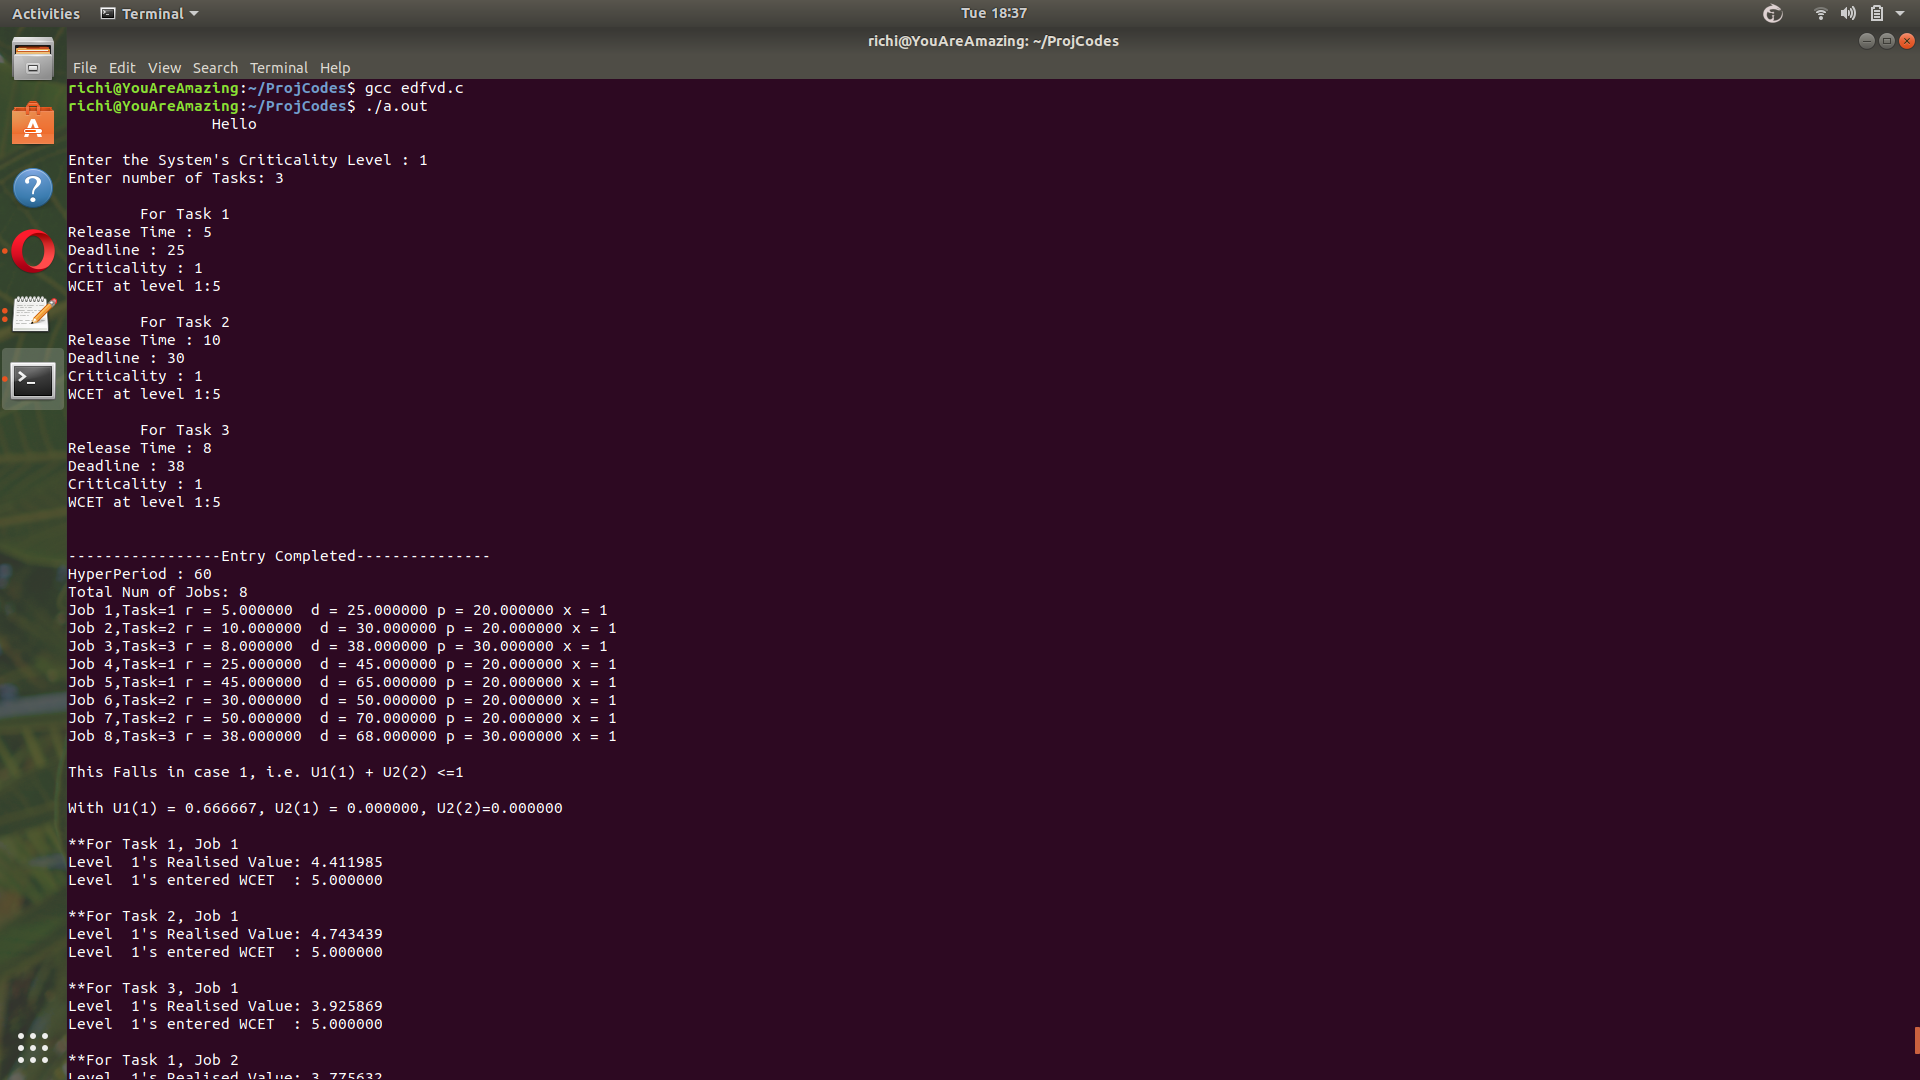 Activities Terminal Tue 18:37
richi@YouAreAmazing: ~/ProjCodes
File Edit View Search Terminal Help
richi@YouAreAmazing:~/ProjCodes$ gcc edfvd.c
richi@YouAreAmazing:~/ProjCodes$ ./a.out
Hello
Enter the System's Criticality Level : 1
Enter number of Tasks: 3
For Task 1
Release Time : 5
Deadline : 25
Criticality : 1
WCET at level 1:5
For Task 2
Release Time : 10
Deadline : 30
Criticality : 1
WCET at level 1:5
For Task 3
Release Time : 8
Deadline : 38
Criticality : 1
WCET at level 1:5
-----------------Entry Completed---------------
HyperPeriod : 60
Total Num of Jobs: 8
Job 1,Task=1 r = 5.000000  d = 25.000000 p = 20.000000 x = 1
Job 2,Task=2 r = 10.000000  d = 30.000000 p = 20.000000 x = 1
Job 3,Task=3 r = 8.000000  d = 38.000000 p = 30.000000 x = 1
Job 4,Task=1 r = 25.000000  d = 45.000000 p = 20.000000 x = 1
Job 5,Task=1 r = 45.000000  d = 65.000000 p = 20.000000 x = 1
Job 6,Task=2 r = 30.000000  d = 50.000000 p = 20.000000 x = 1
Job 7,Task=2 r = 50.000000  d = 70.000000 p = 20.000000 x = 1
Job 8,Task=3 r = 38.000000  d = 68.000000 p = 30.000000 x = 1
This Falls in case 1, i.e. U1(1) + U2(2) <=1
With U1(1) = 0.666667, U2(1) = 0.000000, U2(2)=0.000000
**For Task 1, Job 1
Level  1's Realised Value: 4.411985
Level  1's entered WCET  : 5.000000
**For Task 2, Job 1
Level  1's Realised Value: 4.743439
Level  1's entered WCET  : 5.000000
**For Task 3, Job 1
Level  1's Realised Value: 3.925869
Level  1's entered WCET  : 5.000000
**For Task 1, Job 2
Level  1's Realised Value: 3.775632